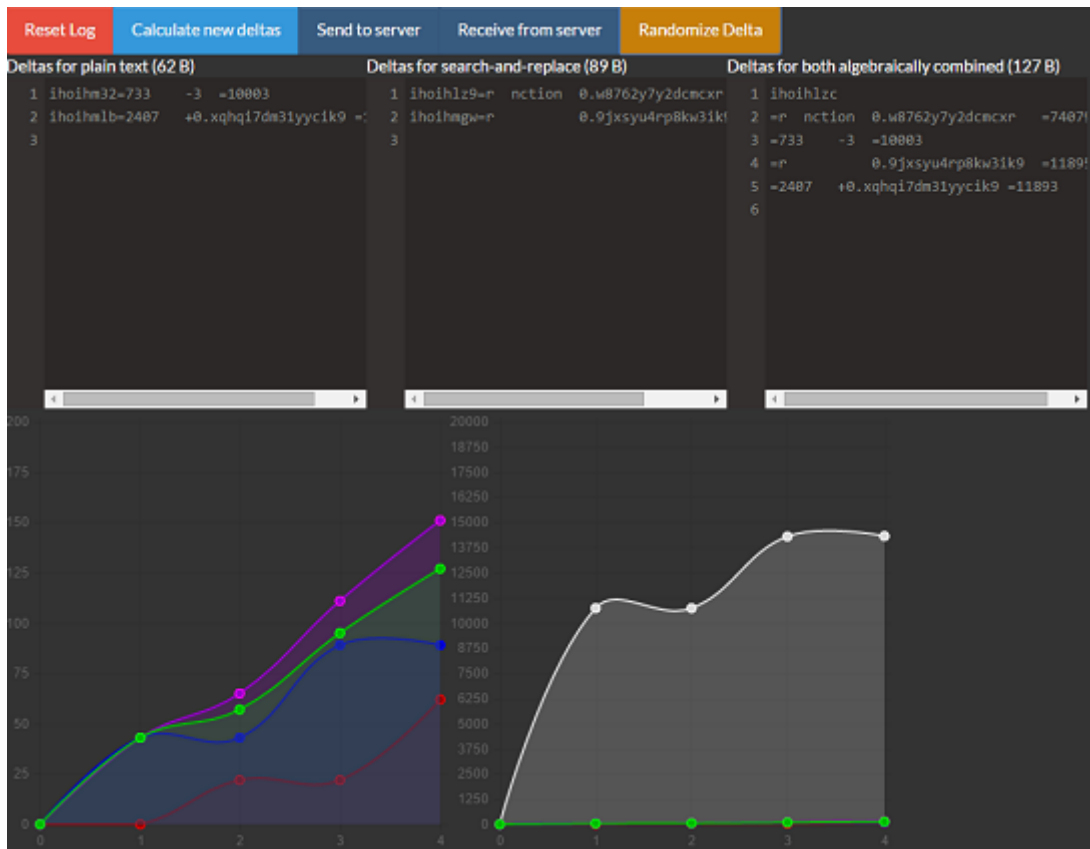 Reset Log Calculate new deltas Send to server Receive from server Randomize Delta
Deltas for plain text (62 B) Deltas for search-and-replace (89 B) Deltas for both algebraically combined (127 B)
1 ihoihm32=733 -3 =10003
2 ihoihmlb=2407 +0.xqhqi7dm31yycik9
3
1 ihoihlz9=r nction 0.w8762y7y2dcmcxr
2 ihoihmgw=r 0.9jxsyu4rp8kw3ik9
3
1 ihoihlzc
2 =r nction 0.w8762y7y2dcmcxr =7407
3 =733 -3 =10003
4 =r 0.9jxsyu4rp8kw3ik9 =1189
5 =2407 +0.xqhqi7dm31yycik9 =11893
6
200
175
150
125
100
75
50
25
0
0 1 2 3 4
20000
18750
17500
16250
15000
13750
12500
11250
10000
8750
7500
6250
5000
3750
2500
1250
0
0 1 2 3 4